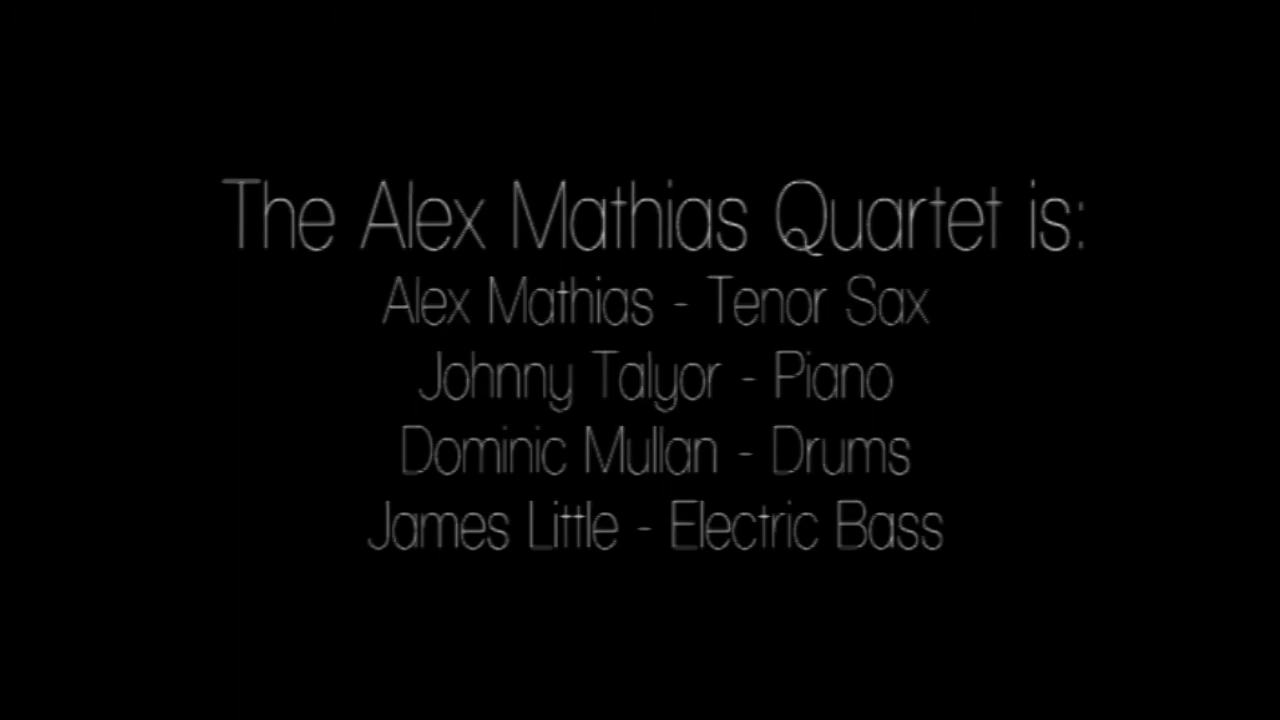 The Alex Mathias Quartet is:
Alex Mathias - Tenor Sax
Johnny Talyor - Piano
Dominic Mullan - Drums
James Little - Electric Bass